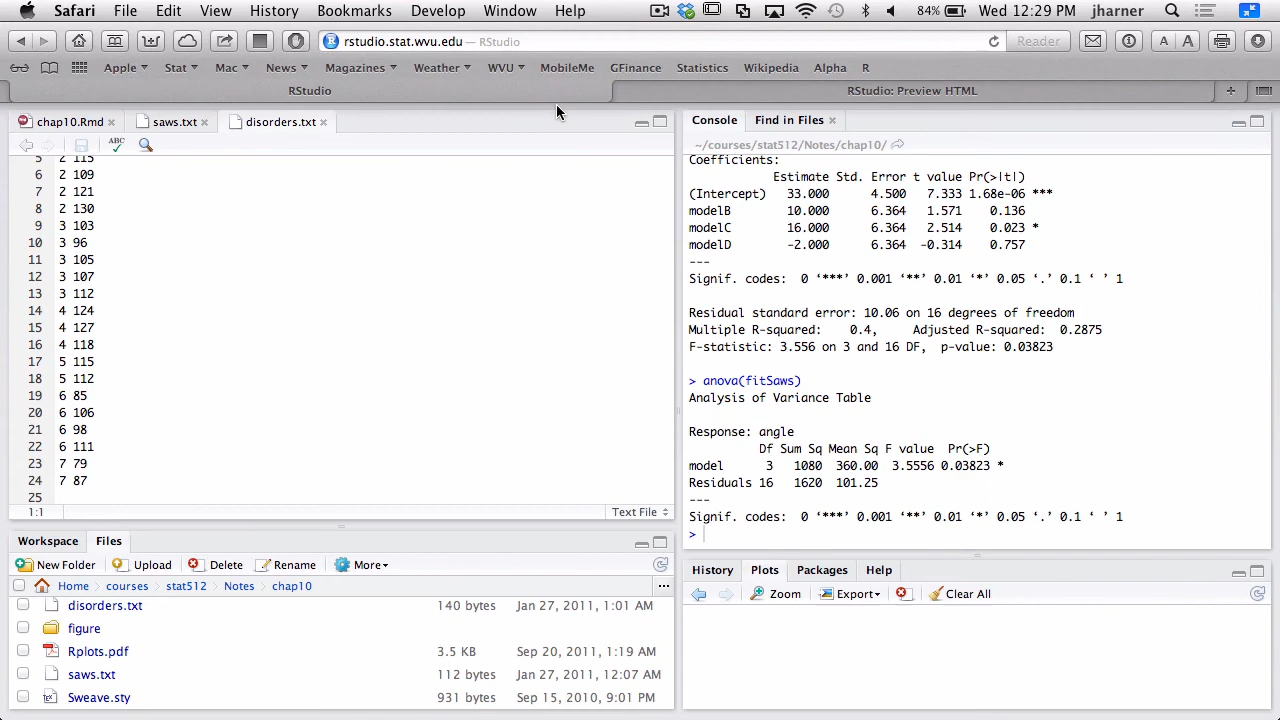 Safari File Edit View History Bookmarks Develop Window Help 84% Wed 12:29 PM jharner
rstudio.stat.wvu.edu — RStudio Reader A A
Apple Stat Mac News Magazines Weather WVU MobileMe GFinance Statistics Wikipedia Alpha R
RStudio RStudio: Preview HTML +
chap10.Rmd saws.txt disorders.txt
ABC
5 2 115
6 2 109
7 2 121
8 2 130
9 3 103
10 3 96
11 3 105
12 3 107
13 3 112
14 4 124
15 4 127
16 4 118
17 5 115
18 5 112
19 6 85
20 6 106
21 6 98
22 6 111
23 7 79
24 7 87
25
1:1 Text File
Workspace Files
New Folder Upload Delete Rename More
Home courses stat512 Notes chap10 ...
disorders.txt 140 bytes Jan 27, 2011, 1:01 AM
figure
Rplots.pdf 3.5 KB Sep 20, 2011, 1:19 AM
saws.txt 112 bytes Jan 27, 2011, 12:07 AM
Sweave.sty 931 bytes Sep 15, 2010, 9:01 PM
Console Find in Files
~/courses/stat512/Notes/chap10/
Coefficients:
Estimate Std. Error t value Pr(>|t|)
(Intercept) 33.000 4.500 7.333 1.68e-06 ***
modelB 10.000 6.364 1.571 0.136
modelC 16.000 6.364 2.514 0.023 *
modelD -2.000 6.364 -0.314 0.757
---
Signif. codes: 0 ‘***’ 0.001 ‘**’ 0.01 ‘*’ 0.05 ‘.’ 0.1 ‘ ’ 1
Residual standard error: 10.06 on 16 degrees of freedom
Multiple R-squared: 0.4, Adjusted R-squared: 0.2875
F-statistic: 3.556 on 3 and 16 DF, p-value: 0.03823
> anova(fitSaws)
Analysis of Variance Table
Response: angle
Df Sum Sq Mean Sq F value Pr(>F)
model 3 1080 360.00 3.5556 0.03823 *
Residuals 16 1620 101.25
---
Signif. codes: 0 ‘***’ 0.001 ‘**’ 0.01 ‘*’ 0.05 ‘.’ 0.1 ‘ ’ 1
>
History Plots Packages Help
Zoom Export Clear All